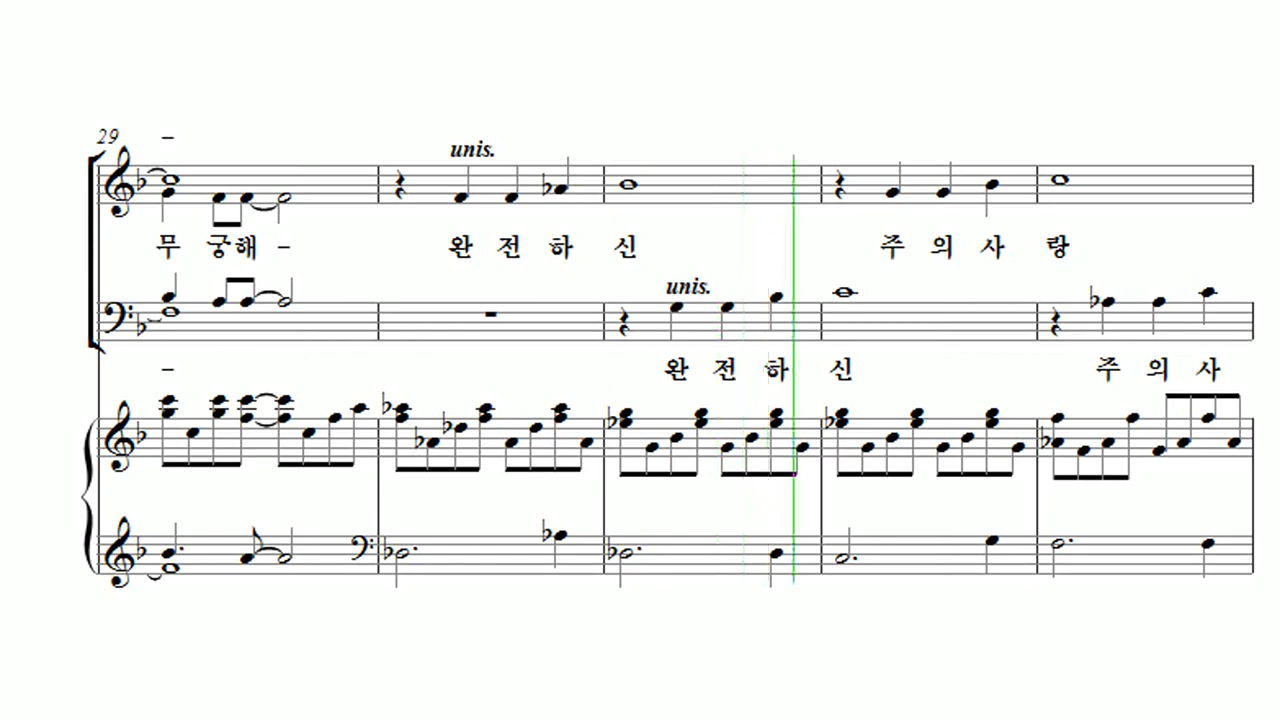 29
unis.
무 궁해 - 완 전 하 신 주 의 사 랑
unis.
- 완 전 하 신 주 의 사